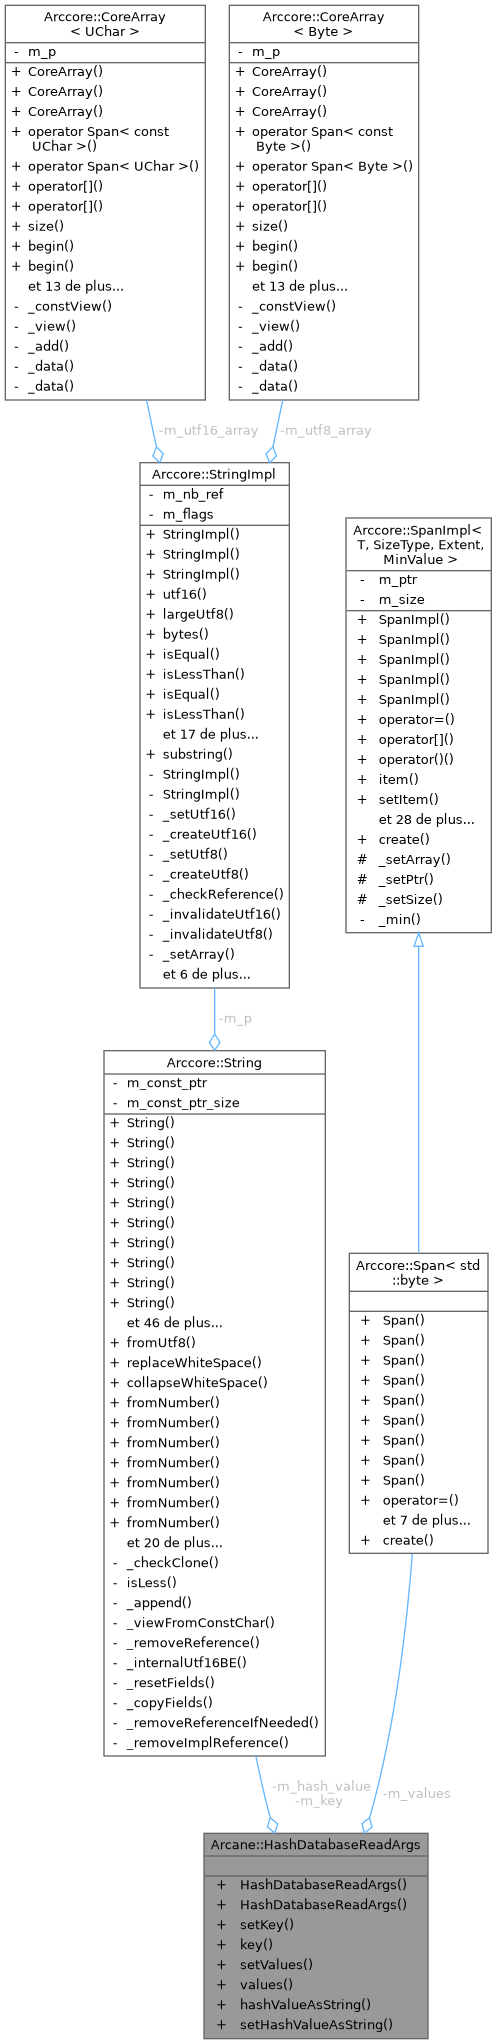 Arccore::CoreArray
< UChar >
- m_p
+ CoreArray()
+ CoreArray()
+ CoreArray()
+ operator Span< const
UChar >()
+ operator Span< UChar >()
+ operator[]()
+ operator[]()
+ size()
+ begin()
+ begin()
et 13 de plus...
- _constView()
- _view()
- _add()
- _data()
- _data()
Arccore::CoreArray
< Byte >
- m_p
+ CoreArray()
+ CoreArray()
+ CoreArray()
+ operator Span< const
Byte >()
+ operator Span< Byte >()
+ operator[]()
+ operator[]()
+ size()
+ begin()
+ begin()
et 13 de plus...
- _constView()
- _view()
- _add()
- _data()
- _data()
-m_utf16_array
-m_utf8_array
Arccore::StringImpl
- m_nb_ref
- m_flags
+ StringImpl()
+ StringImpl()
+ StringImpl()
+ utf16()
+ largeUtf8()
+ bytes()
+ isEqual()
+ isLessThan()
+ isEqual()
+ isLessThan()
et 17 de plus...
+ substring()
- StringImpl()
- StringImpl()
- _setUtf16()
- _createUtf16()
- _setUtf8()
- _createUtf8()
- _checkReference()
- _invalidateUtf16()
- _invalidateUtf8()
- _setArray()
et 6 de plus...
Arccore::SpanImpl<
T, SizeType, Extent,
MinValue >
- m_ptr
- m_size
+ SpanImpl()
+ SpanImpl()
+ SpanImpl()
+ SpanImpl()
+ SpanImpl()
+ operator=()
+ operator[]()
+ operator()()
+ item()
+ setItem()
et 28 de plus...
+ create()
# _setArray()
# _setPtr()
# _setSize()
- _min()
-m_p
Arccore::String
- m_const_ptr
- m_const_ptr_size
+ String()
+ String()
+ String()
+ String()
+ String()
+ String()
+ String()
+ String()
+ String()
+ String()
et 46 de plus...
+ fromUtf8()
+ replaceWhiteSpace()
+ collapseWhiteSpace()
+ fromNumber()
+ fromNumber()
+ fromNumber()
+ fromNumber()
+ fromNumber()
+ fromNumber()
+ fromNumber()
et 20 de plus...
- _checkClone()
- isLess()
- _append()
- _viewFromConstChar()
- _removeReference()
- _internalUtf16BE()
- _resetFields()
- _copyFields()
- _removeReferenceIfNeeded()
- _removeImplReference()
Arccore::Span< std
::byte >
+ Span()
+ Span()
+ Span()
+ Span()
+ Span()
+ Span()
+ Span()
+ Span()
+ Span()
+ operator=()
et 7 de plus...
+ create()
-m_hash_value
-m_key
-m_values
Arcane::HashDatabaseReadArgs
+ HashDatabaseReadArgs()
+ HashDatabaseReadArgs()
+ setKey()
+ key()
+ setValues()
+ values()
+ hashValueAsString()
+ setHashValueAsString()